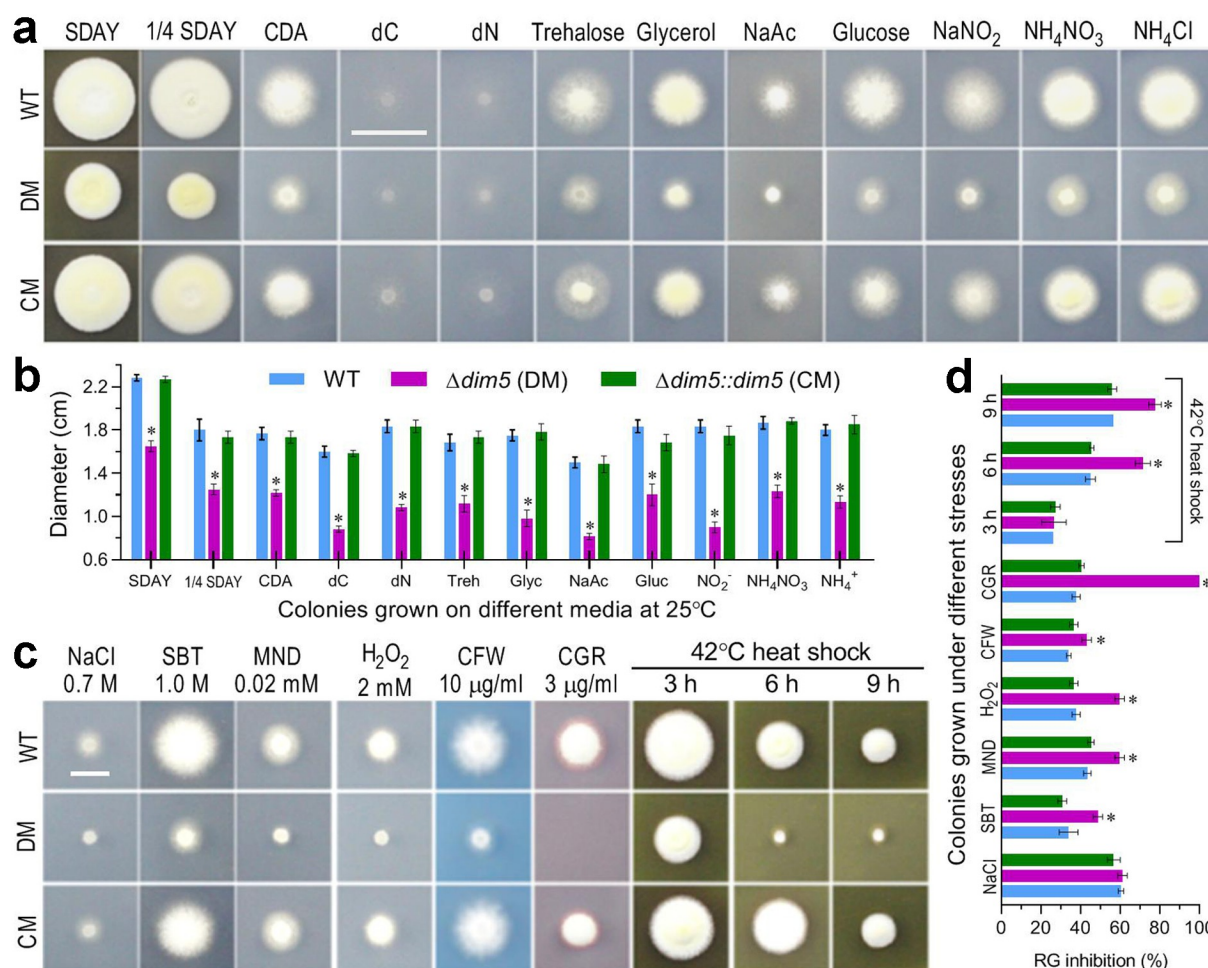 a
SDAY 1/4 SDAY CDA dC dN Trehalose Glycerol NaAc Glucose NaNO₂ NH₄NO₃ NH₄Cl
WT
DM
CM
b
WT Δdim5 (DM) Δdim5::dim5 (CM)
Diameter (cm)
2.2
1.8
1.4
1.0
0.6
* * * * * * * * * * * *
SDAY 1/4 SDAY CDA dC dN Treh Glyc NaAc Gluc NO₂⁻ NH₄NO₃ NH₄⁺
Colonies grown on different media at 25°C
c
NaCl SBT MND H₂O₂ CFW CGR 42°C heat shock
0.7 M 1.0 M 0.02 mM 2 mM 10 µg/ml 3 µg/ml 3 h 6 h 9 h
WT
DM
CM
d
Colonies grown under different stresses
9 h *
6 h *
3 h
42°C heat shock
CGR *
CFW *
H₂O₂ *
MND *
SBT *
NaCl
0 20 40 60 80 100
RG inhibition (%)